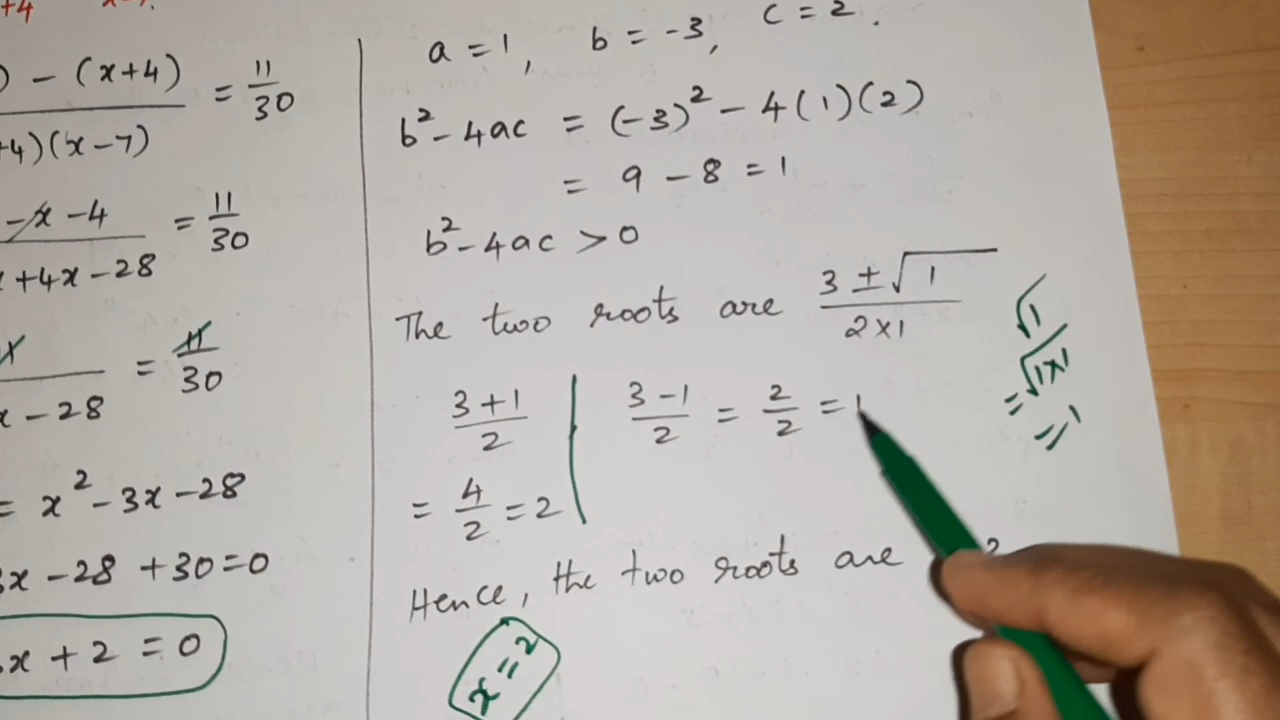 +4
) - (x+4) = 11/30
+4)(x-7)
-x-4 = 11/30
+4x-28
= 11/30
x-28
= x²-3x-28
3x-28+30=0
3x+2=0
a=1, b=-3, c=2.
b²-4ac = (-3)²-4(1)(2)
= 9-8=1
b²-4ac>0
The two roots are 3±√1/2×1
3+1/2
= 4/2=2
3-1/2 = 2/2 = 1
Hence, the two roots are
x=2
√1
√1×1
= 1